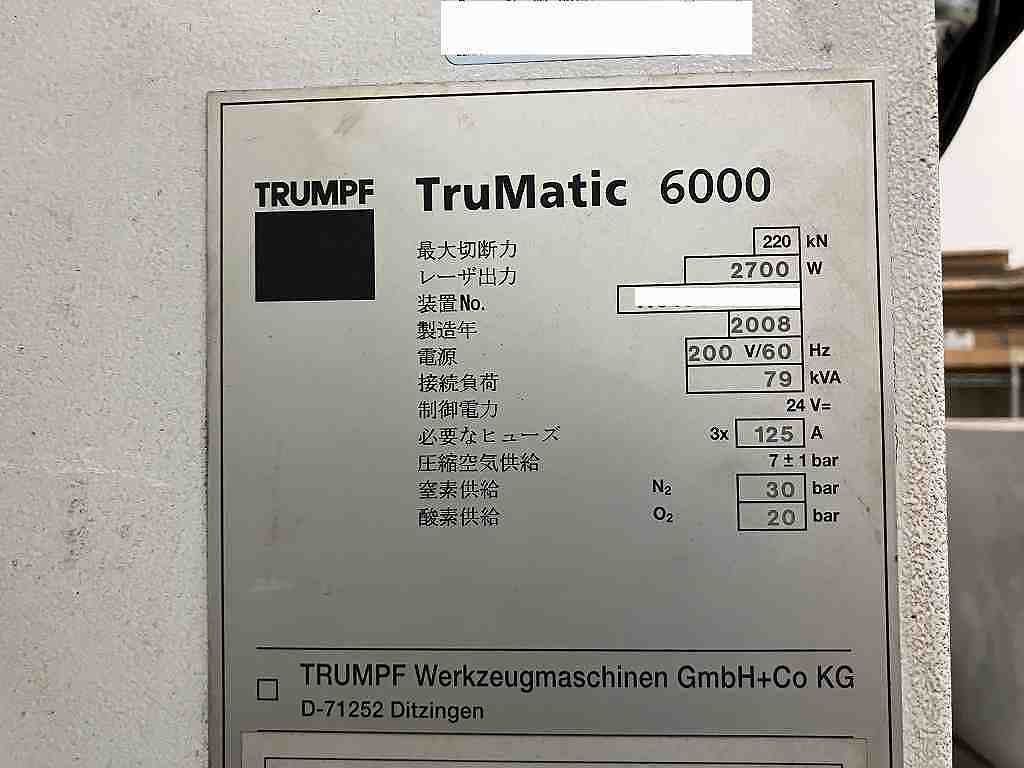 TRUMPF TruMatic 6000
最大切断力 220 kN
レーザ出力 2700 W
装置No.
製造年 2008
電源 200 V/60 Hz
接続負荷 79 kVA
制御電力 24 V=
必要なヒューズ 3x 125 A
圧縮空気供給 7 ± 1 bar
窒素供給 N₂ 30 bar
酸素供給 O₂ 20 bar
TRUMPF Werkzeugmaschinen GmbH+Co KG
D-71252 Ditzingen